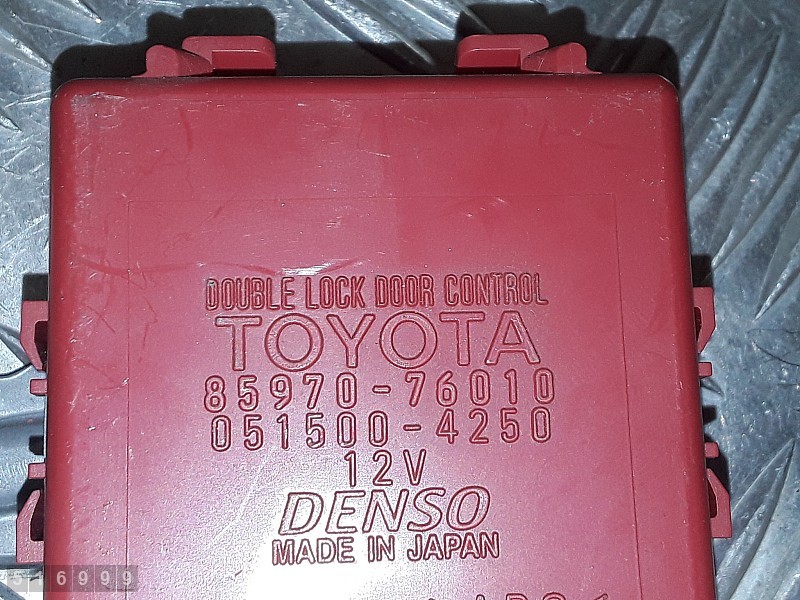 DOUBLE LOCK DOOR CONTROL
TOYOTA
85970-76010
051500-4250
12V
DENSO
MADE IN JAPAN
516999